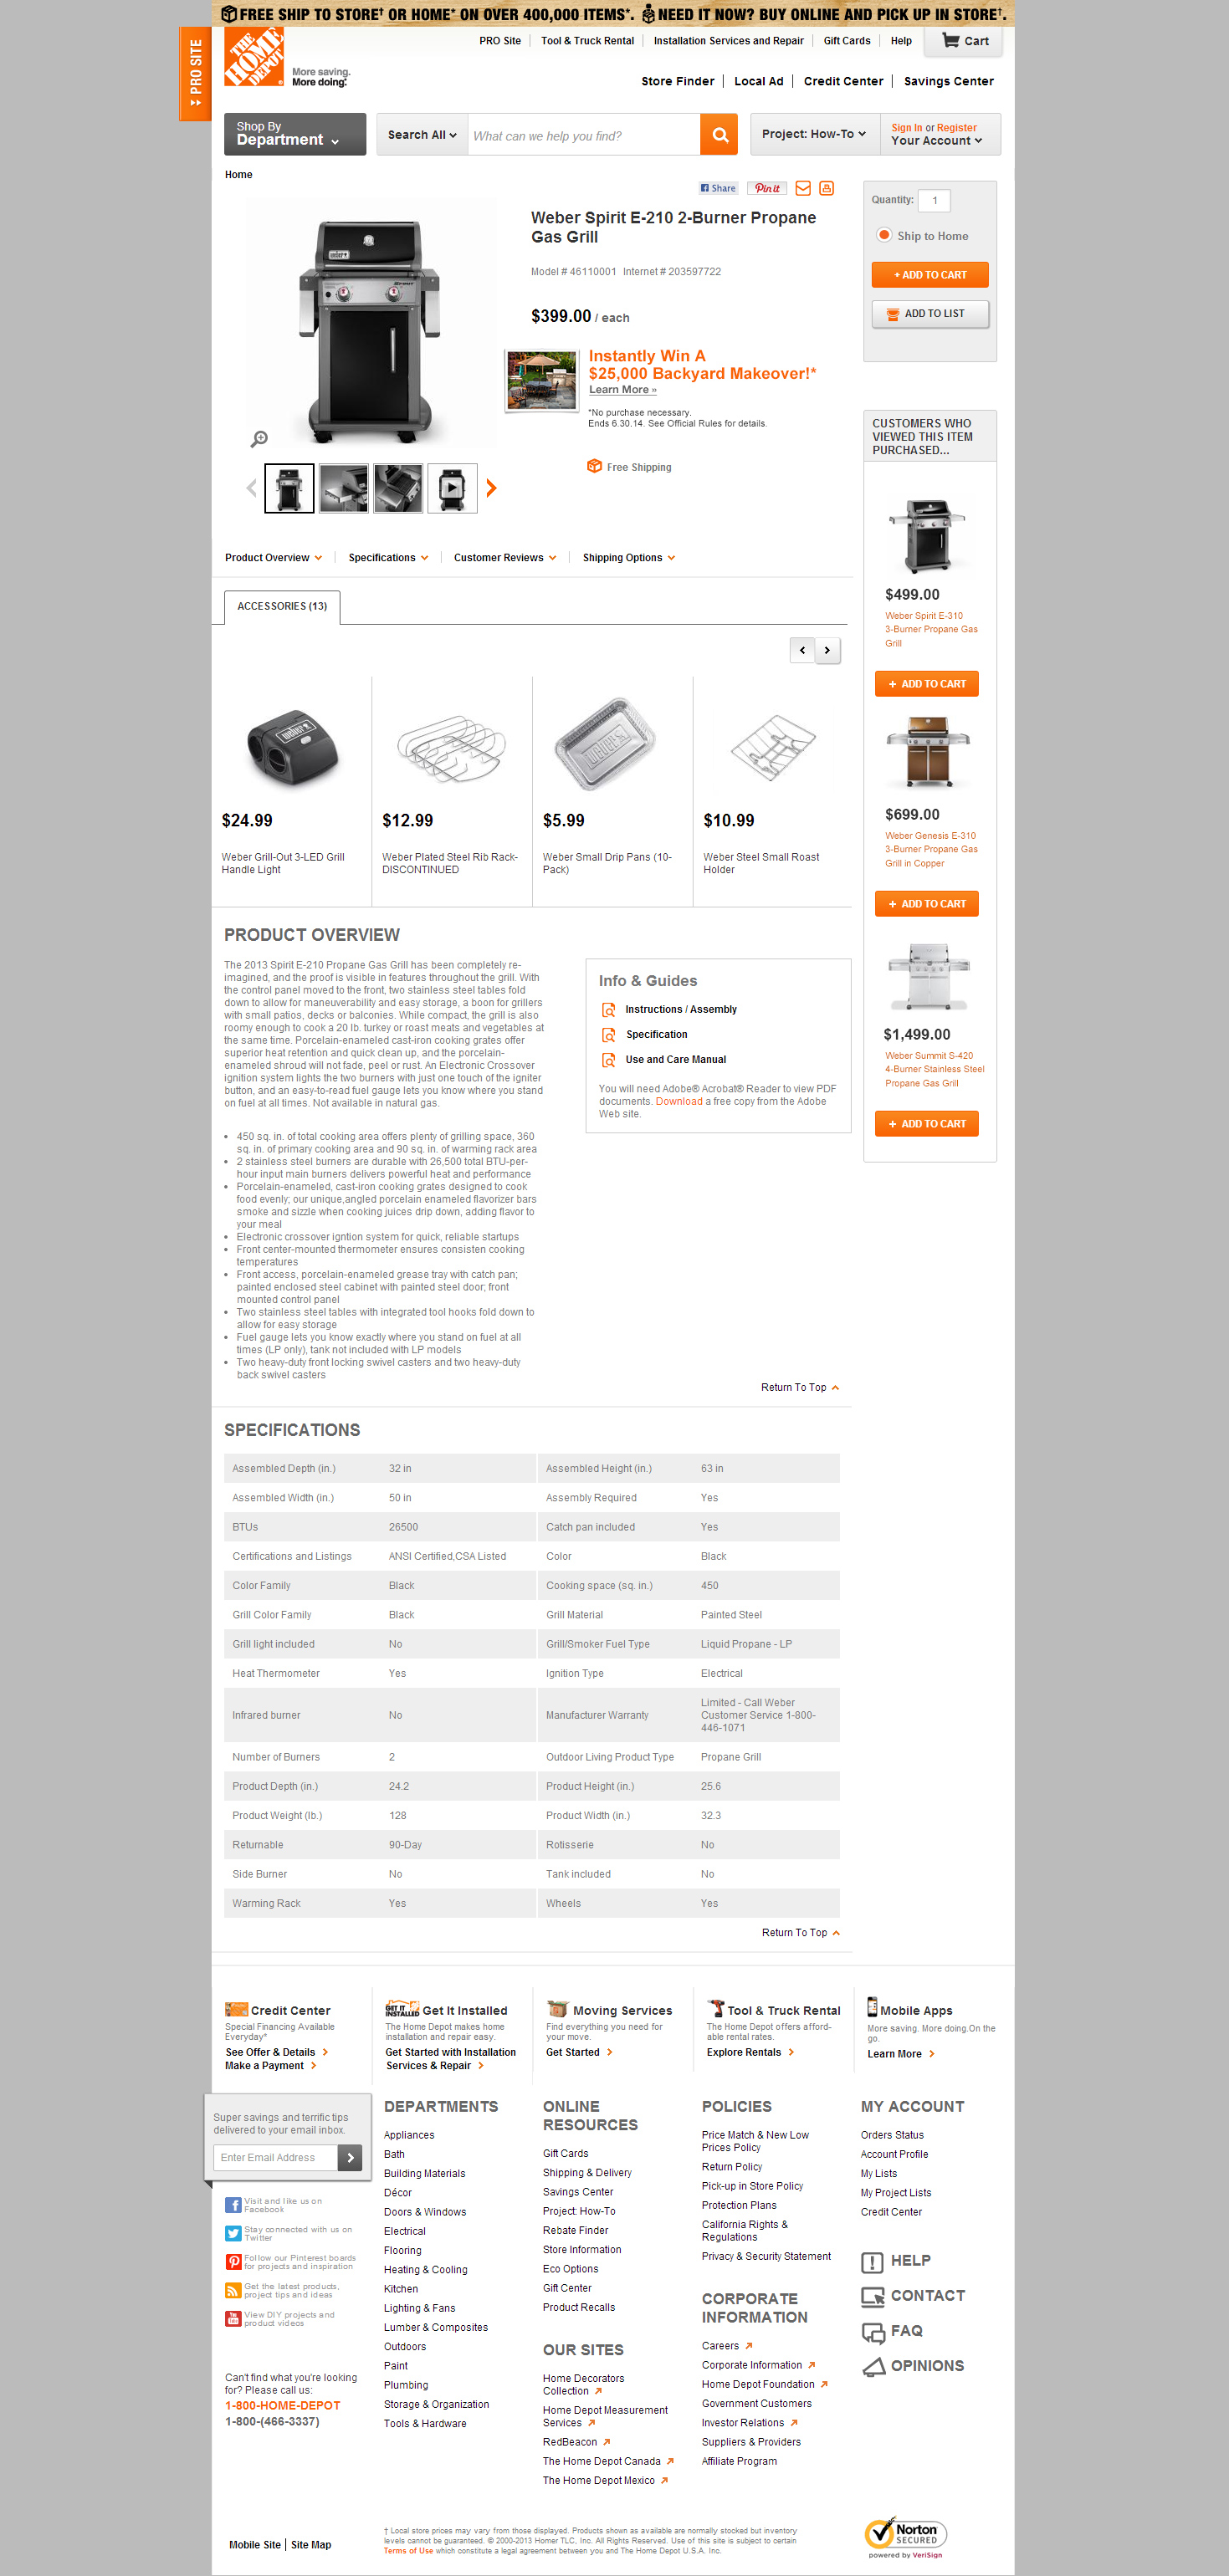 FREE SHIP TO STORE† OR HOME* ON OVER 400,000 ITEMS*. NEED IT NOW? BUY ONLINE AND PICK UP IN STORE†.
PRO SITE
THE HOME DEPOT
More saving.
More doing.
PRO Site
Tool & Truck Rental
Installation Services and Repair
Gift Cards
Help
Cart
Store Finder
Local Ad
Credit Center
Savings Center
Shop By
Department
Search All
What can we help you find?
Project: How-To
Sign In or Register
Your Account
Home
Share
Pin it
Weber Spirit E-210 2-Burner Propane
Gas Grill
Model # 46110001 Internet # 203597722
$399.00 / each
Instantly Win A
$25,000 Backyard Makeover!*
Learn More »
*No purchase necessary.
Ends 6.30.14. See Official Rules for details.
Free Shipping
Quantity: 1
Ship to Home
+ ADD TO CART
ADD TO LIST
Product Overview
Specifications
Customer Reviews
Shipping Options
ACCESSORIES (13)
$24.99
Weber Grill-Out 3-LED Grill
Handle Light
$12.99
Weber Plated Steel Rib Rack-
DISCONTINUED
$5.99
Weber Small Drip Pans (10-
Pack)
$10.99
Weber Steel Small Roast
Holder
CUSTOMERS WHO
VIEWED THIS ITEM
PURCHASED...
$499.00
Weber Spirit E-310
3-Burner Propane Gas
Grill
+ ADD TO CART
$699.00
Weber Genesis E-310
3-Burner Propane Gas
Grill in Copper
+ ADD TO CART
$1,499.00
Weber Summit S-420
4-Burner Stainless Steel
Propane Gas Grill
+ ADD TO CART
PRODUCT OVERVIEW
The 2013 Spirit E-210 Propane Gas Grill has been completely re-
imagined, and the proof is visible in features throughout the grill. With
the control panel moved to the front, two stainless steel tables fold
down to allow for maneuverability and easy storage, a boon for grillers
with small patios, decks or balconies. While compact, the grill is also
roomy enough to cook a 20 lb. turkey or roast meats and vegetables at
the same time. Porcelain-enameled cast-iron cooking grates offer
superior heat retention and quick clean up, and the porcelain-
enameled shroud will not fade, peel or rust. An Electronic Crossover
ignition system lights the two burners with just one touch of the igniter
button, and an easy-to-read fuel gauge lets you know where you stand
on fuel at all times. Not available in natural gas.
• 450 sq. in. of total cooking area offers plenty of grilling space, 360
sq. in. of primary cooking area and 90 sq. in. of warming rack area
• 2 stainless steel burners are durable with 26,500 total BTU-per-
hour input main burners delivers powerful heat and performance
• Porcelain-enameled, cast-iron cooking grates designed to cook
food evenly; our unique,angled porcelain enameled flavorizer bars
smoke and sizzle when cooking juices drip down, adding flavor to
your meal
• Electronic crossover igntion system for quick, reliable startups
• Front center-mounted thermometer ensures consisten cooking
temperatures
• Front access, porcelain-enameled grease tray with catch pan;
painted enclosed steel cabinet with painted steel door; front
mounted control panel
• Two stainless steel tables with integrated tool hooks fold down to
allow for easy storage
• Fuel gauge lets you know exactly where you stand on fuel at all
times (LP only), tank not included with LP models
• Two heavy-duty front locking swivel casters and two heavy-duty
back swivel casters
Info & Guides
Instructions / Assembly
Specification
Use and Care Manual
You will need Adobe® Acrobat® Reader to view PDF
documents. Download a free copy from the Adobe
Web site.
Return To Top
SPECIFICATIONS
Assembled Depth (in.) 32 in Assembled Height (in.) 63 in
Assembled Width (in.) 50 in Assembly Required Yes
BTUs 26500 Catch pan included Yes
Certifications and Listings ANSI Certified,CSA Listed Color Black
Color Family Black Cooking space (sq. in.) 450
Grill Color Family Black Grill Material Painted Steel
Grill light included No Grill/Smoker Fuel Type Liquid Propane - LP
Heat Thermometer Yes Ignition Type Electrical
Infrared burner No Manufacturer Warranty Limited - Call Weber
Customer Service 1-800-
446-1071
Number of Burners 2 Outdoor Living Product Type Propane Grill
Product Depth (in.) 24.2 Product Height (in.) 25.6
Product Weight (lb.) 128 Product Width (in.) 32.3
Returnable 90-Day Rotisserie No
Side Burner No Tank included No
Warming Rack Yes Wheels Yes
Return To Top
Credit Center
Special Financing Available
Everyday*
See Offer & Details
Make a Payment
GET IT INSTALLED
Get It Installed
The Home Depot makes home
installation and repair easy.
Get Started with Installation
Services & Repair
Moving Services
Find everything you need for
your move.
Get Started
Tool & Truck Rental
The Home Depot offers afford-
able rental rates.
Explore Rentals
Mobile Apps
More saving. More doing.On the
go.
Learn More
Super savings and terrific tips
delivered to your email inbox.
Enter Email Address
Visit and like us on
Facebook
Stay connected with us on
Twitter
Follow our Pinterest boards
for projects and inspiration
Get the latest products,
project tips and ideas
View DIY projects and
product videos
Can't find what you're looking
for? Please call us:
1-800-HOME-DEPOT
1-800-(466-3337)
DEPARTMENTS
Appliances
Bath
Building Materials
Décor
Doors & Windows
Electrical
Flooring
Heating & Cooling
Kitchen
Lighting & Fans
Lumber & Composites
Outdoors
Paint
Plumbing
Storage & Organization
Tools & Hardware
ONLINE
RESOURCES
Gift Cards
Shipping & Delivery
Savings Center
Project: How-To
Rebate Finder
Store Information
Eco Options
Gift Center
Product Recalls
OUR SITES
Home Decorators
Collection
Home Depot Measurement
Services
RedBeacon
The Home Depot Canada
The Home Depot Mexico
POLICIES
Price Match & New Low
Prices Policy
Return Policy
Pick-up in Store Policy
Protection Plans
California Rights &
Regulations
Privacy & Security Statement
CORPORATE
INFORMATION
Careers
Corporate Information
Home Depot Foundation
Government Customers
Investor Relations
Suppliers & Providers
Affiliate Program
MY ACCOUNT
Orders Status
Account Profile
My Lists
My Project Lists
Credit Center
HELP
CONTACT
FAQ
OPINIONS
Mobile Site | Site Map
† Local store prices may vary from those displayed. Products shown as available are normally stocked but inventory
levels cannot be guaranteed. © 2000-2013 Homer TLC, Inc. All Rights Reserved. Use of this site is subject to certain
Terms of Use which constitute a legal agreement between you and The Home Depot U.S.A. Inc.
Norton
SECURED
powered by VeriSign